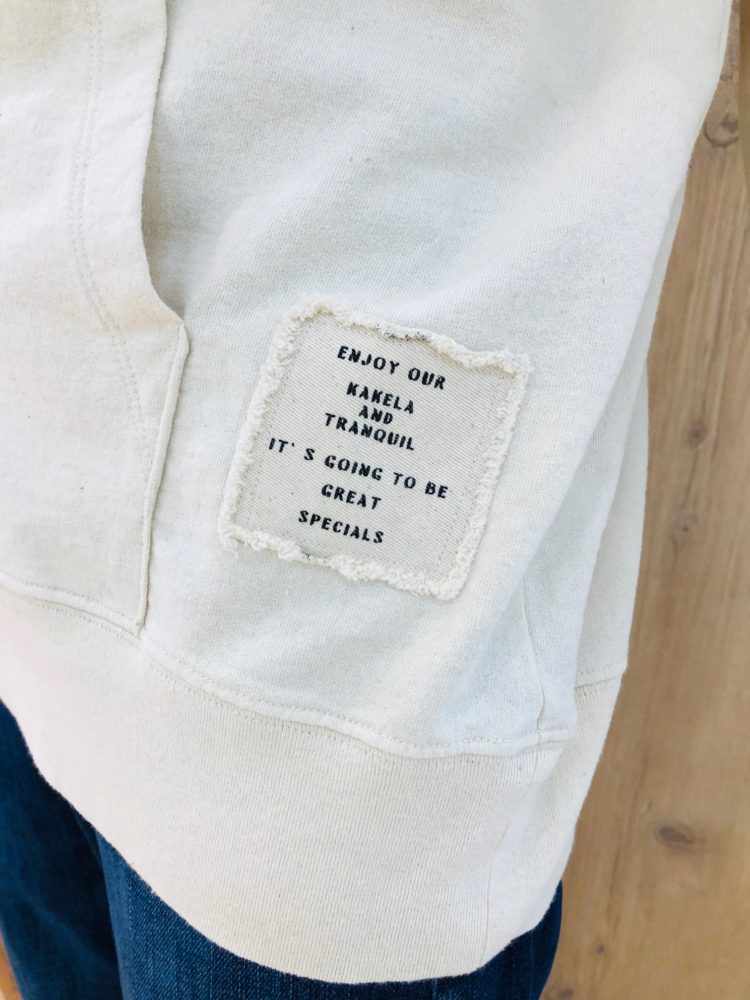 ENJOY OUR
KAKELA
AND
TRANQUIL
IT' S GOING TO BE
GREAT
SPECIALS